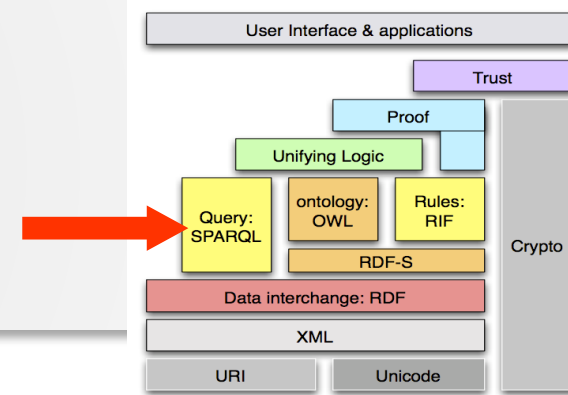 User Interface & applications
Trust
Proof
Unifying Logic
Query:
SPARQL
ontology:
OWL
Rules:
RIF
Crypto
RDF-S
Data interchange: RDF
XML
URI
Unicode